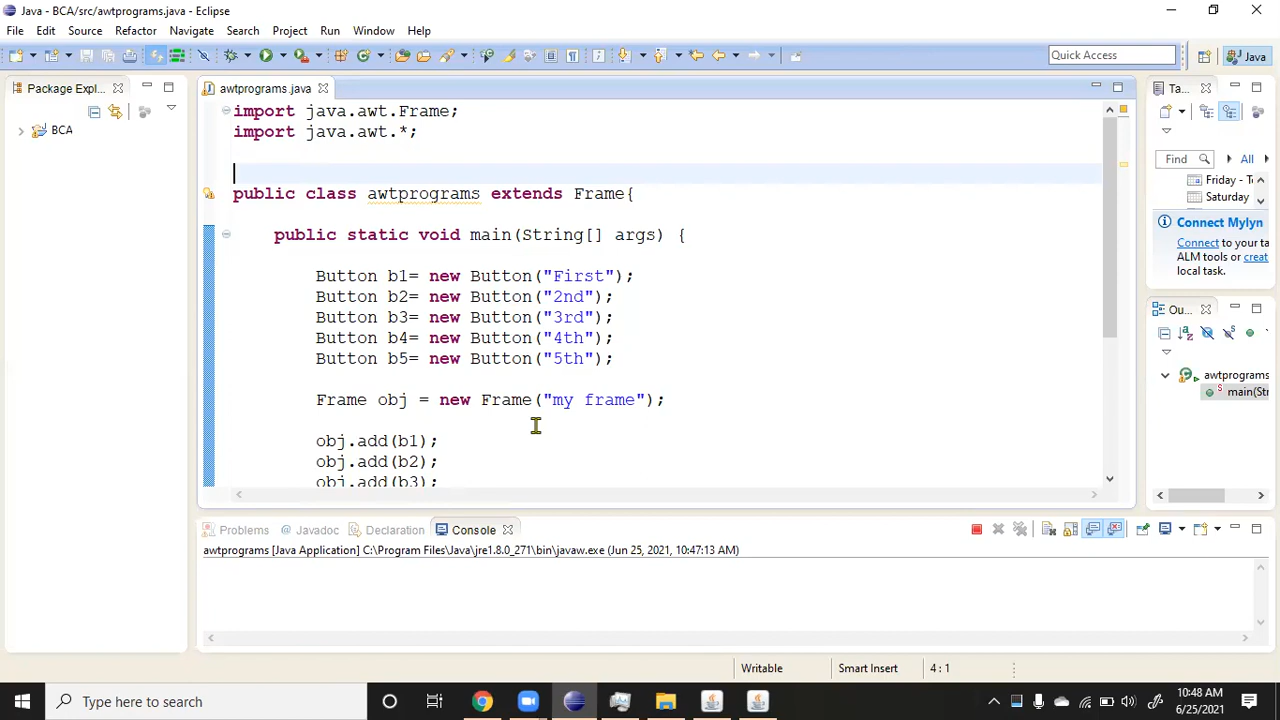 Java - BCA/src/awtprograms.java - Eclipse
File Edit Source Refactor Navigate Search Project Run Window Help
Quick Access
Java
Package Expl...
BCA
awtprograms.java
import java.awt.Frame;
import java.awt.*;
public class awtprograms extends Frame{
public static void main(String[] args) {
Button b1= new Button("First");
Button b2= new Button("2nd");
Button b3= new Button("3rd");
Button b4= new Button("4th");
Button b5= new Button("5th");
Frame obj = new Frame("my frame");
obj.add(b1);
obj.add(b2);
obj.add(b3);
Ta...
Find
All
Friday - T
Saturday
Connect Mylyn
Connect to your ta
ALM tools or creat
local task.
Ou...
awtprograms
main(Str
Problems Javadoc Declaration Console
awtprograms [Java Application] C:\Program Files\Java\jre1.8.0_271\bin\javaw.exe (Jun 25, 2021, 10:47:13 AM)
Writable
Smart Insert
4 : 1
Type here to search
10:48 AM
6/25/2021